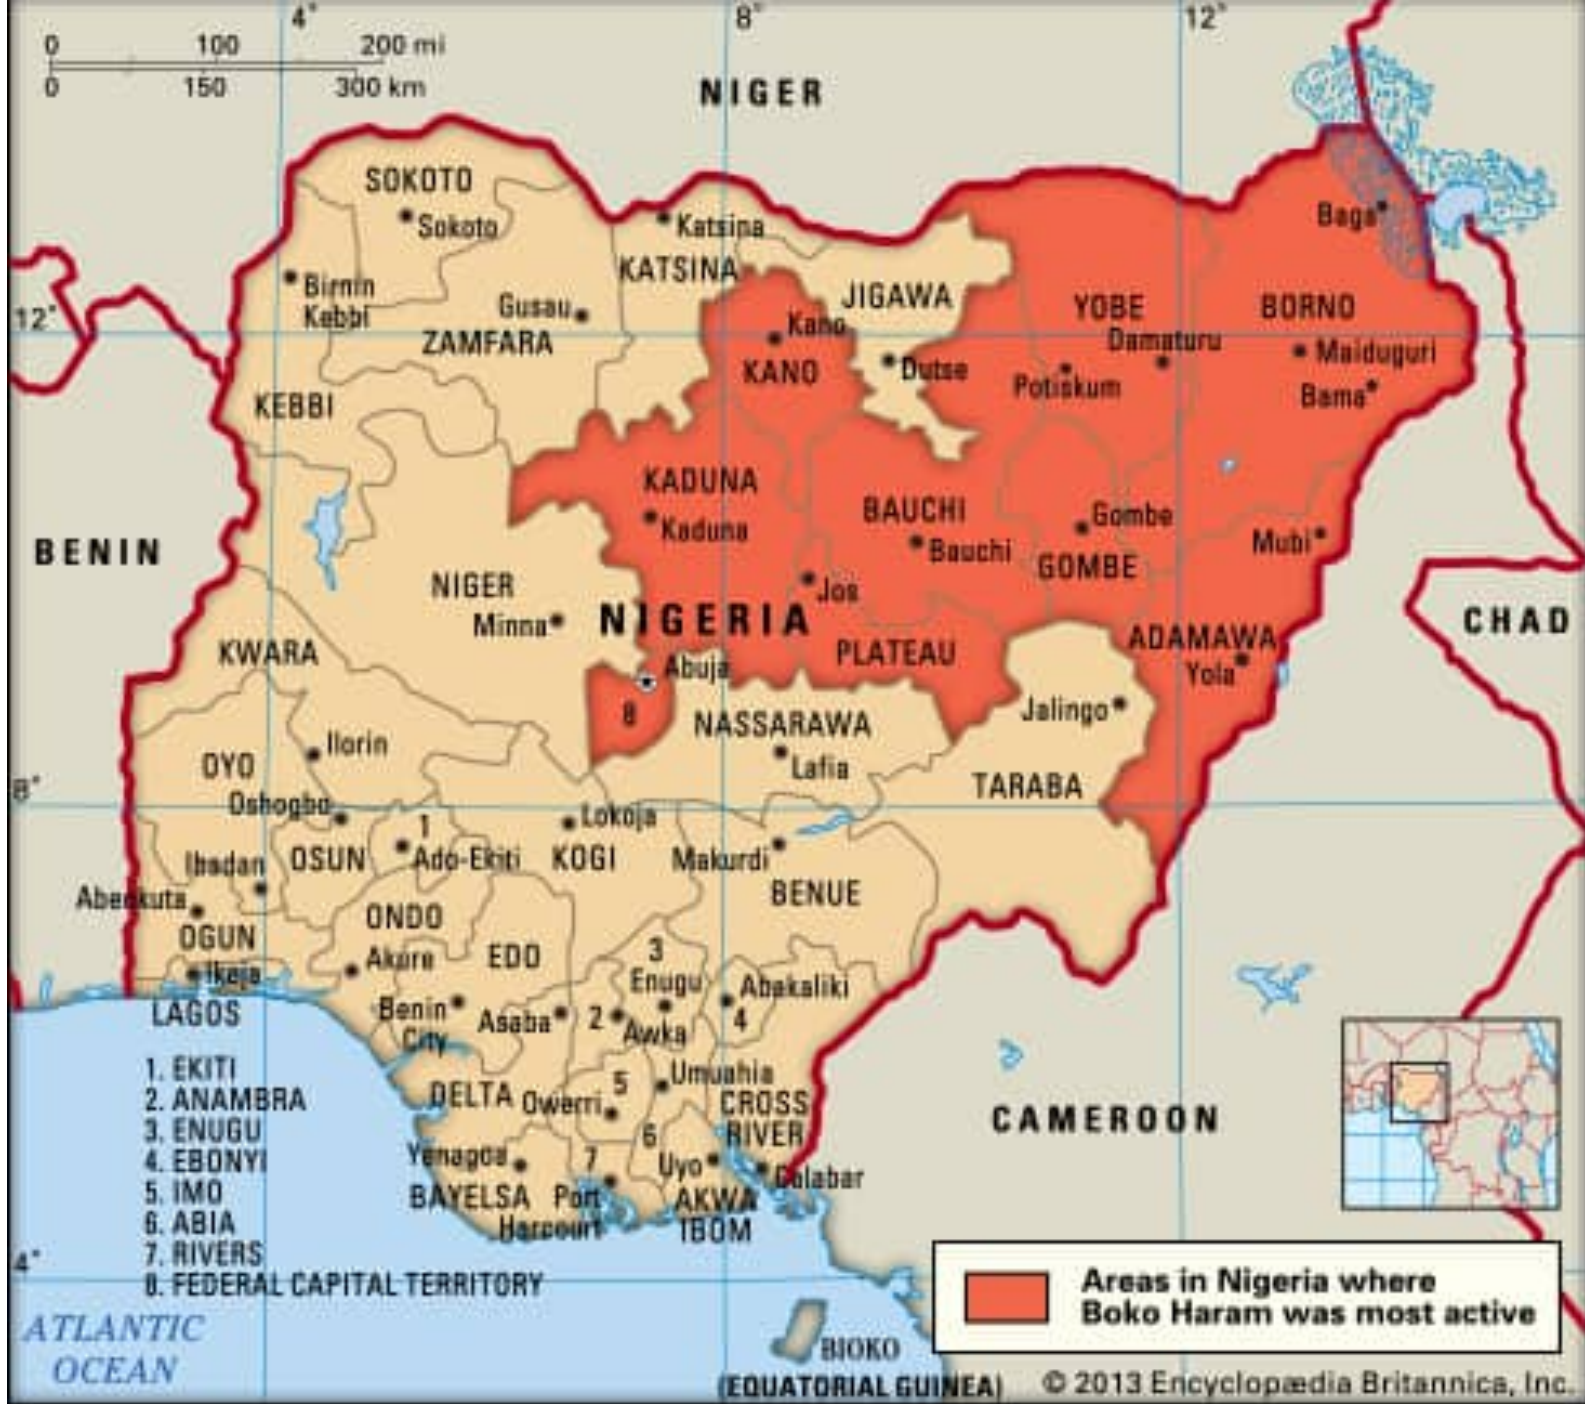 4° 8° 12°
0 100 200 mi
0 150 300 km
NIGER
SOKOTO
Sokoto
Katsina
Baga
KATSINA
Birnin
Kebbi
Gusau
JIGAWA
YOBE
BORNO
12°
Kano
ZAMFARA
Damaturu
Maiduguri
KANO
Dutse
Potiskum
Bama
KEBBI
KADUNA
Kaduna
BAUCHI
Bauchi
Gombe
GOMBE
Mubi
BENIN
NIGER
Minna
Jos
NIGERIA
CHAD
KWARA
PLATEAU
ADAMAWA
Yola
Abuja
8
NASSARAWA
Jalingo
Ilorin
OYO
Lafia
TARABA
8°
Oshogbo
1
Lokoja
Ibadan
OSUN
Ado-Ekiti
KOGI
Makurdi
BENUE
Abeokuta
ONDO
OGUN
Akure
EDO
3
Ikeja
Enugu
Abakaliki
LAGOS
Benin
City
Asaba
2
Awka
4
1. EKITI
2. ANAMBRA
3. ENUGU
4. EBONYI
5. IMO
6. ABIA
7. RIVERS
8. FEDERAL CAPITAL TERRITORY
DELTA
Owerri
5
Umuahia
CROSS
RIVER
CAMEROON
6
Yenagoa
7
Uyo
Calabar
BAYELSA
Port
Harcourt
AKWA
IBOM
4°
Areas in Nigeria where
Boko Haram was most active
ATLANTIC
OCEAN
BIOKO
(EQUATORIAL GUINEA)
© 2013 Encyclopædia Britannica, Inc.